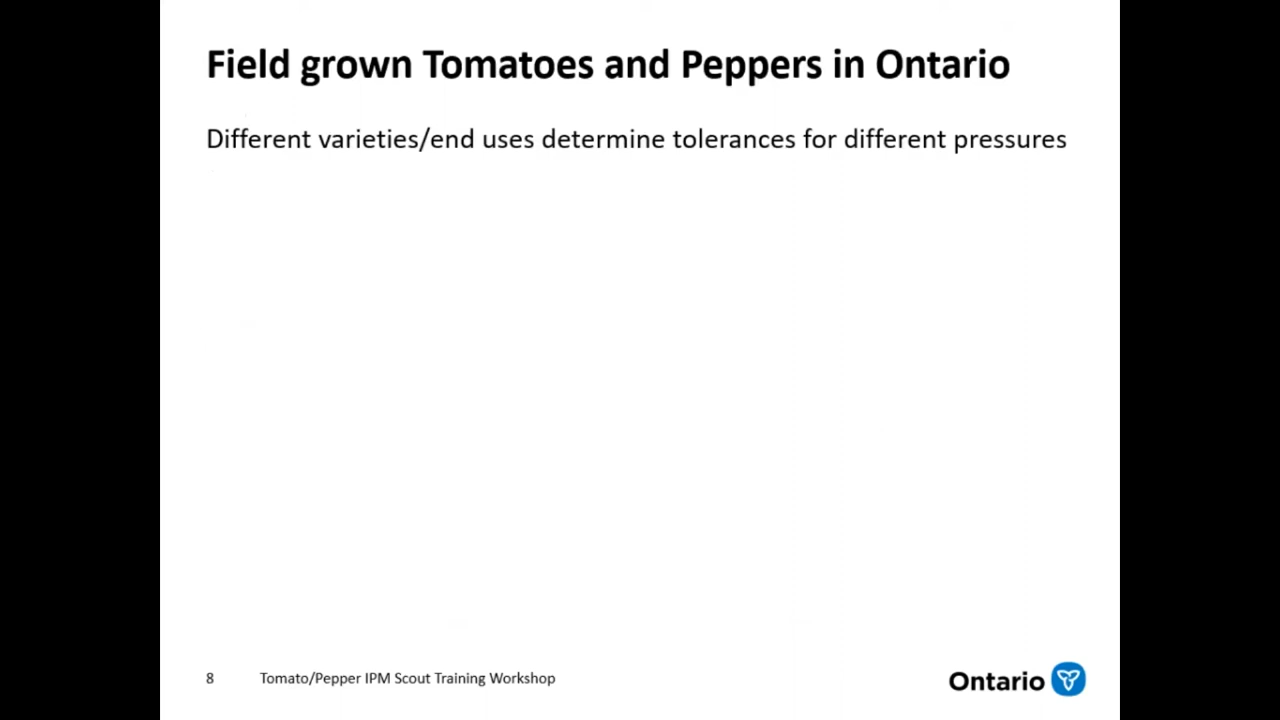 Field grown Tomatoes and Peppers in Ontario
Different varieties/end uses determine tolerances for different pressures
8 Tomato/Pepper IPM Scout Training Workshop
Ontario